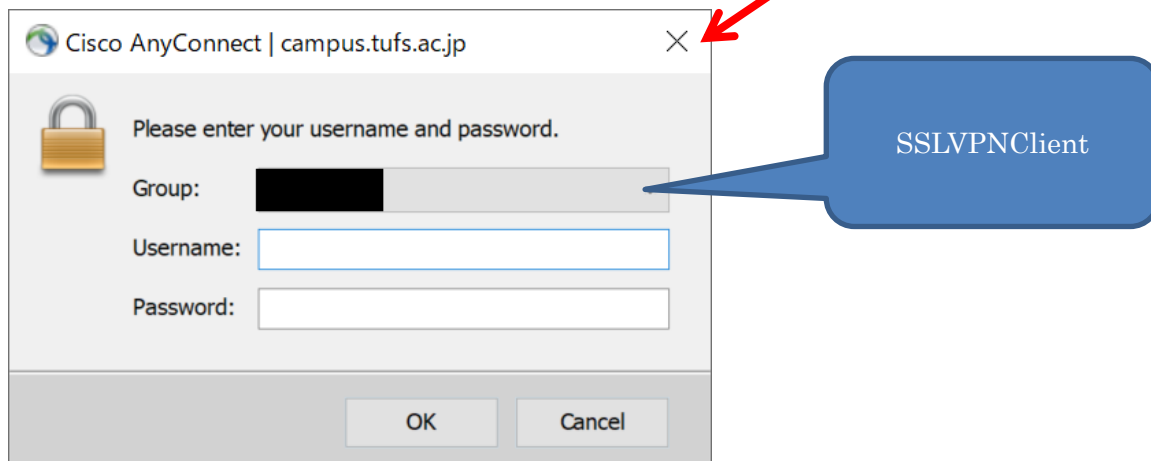 Cisco AnyConnect | campus.tufs.ac.jp
Please enter your username and password.
Group:
SSLVPNClient
Username:
Password:
OK
Cancel